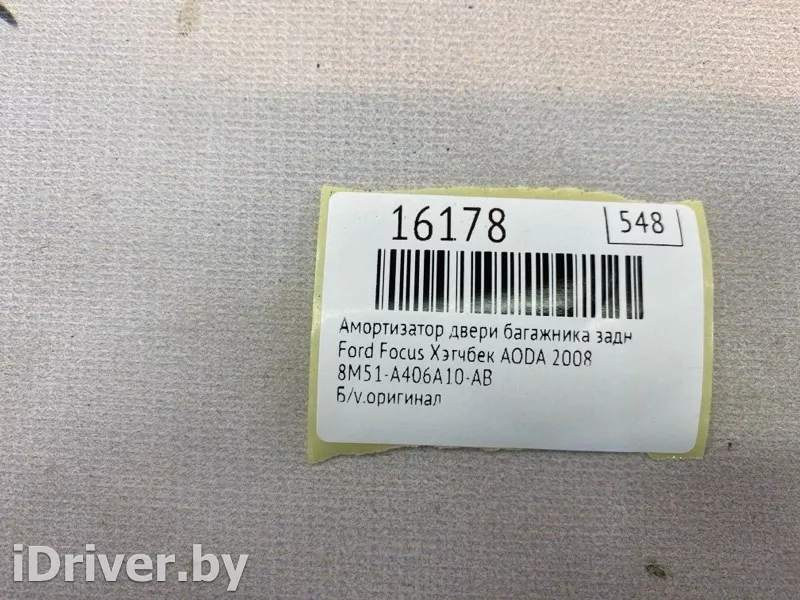 16178
548
Амортизатор двери багажника задн
Ford Focus Хэтчбек AODA 2008
8M51-A406A10-AB
Б/у.оригинал
iDriver.by